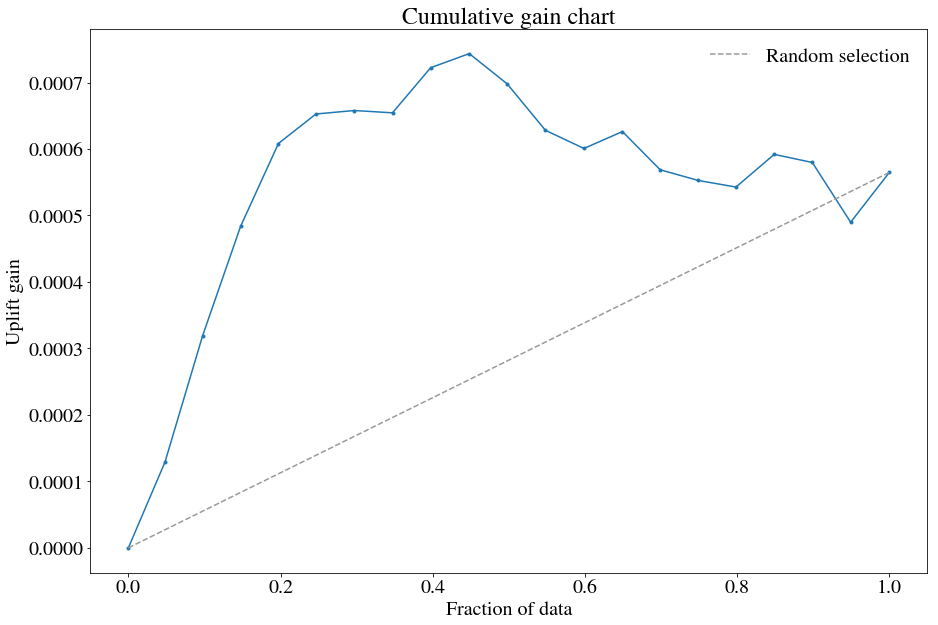 Cumulative gain chart
Random selection
Uplift gain
0.0007
0.0006
0.0005
0.0004
0.0003
0.0002
0.0001
0.0000
0.0 0.2 0.4 0.6 0.8 1.0
Fraction of data